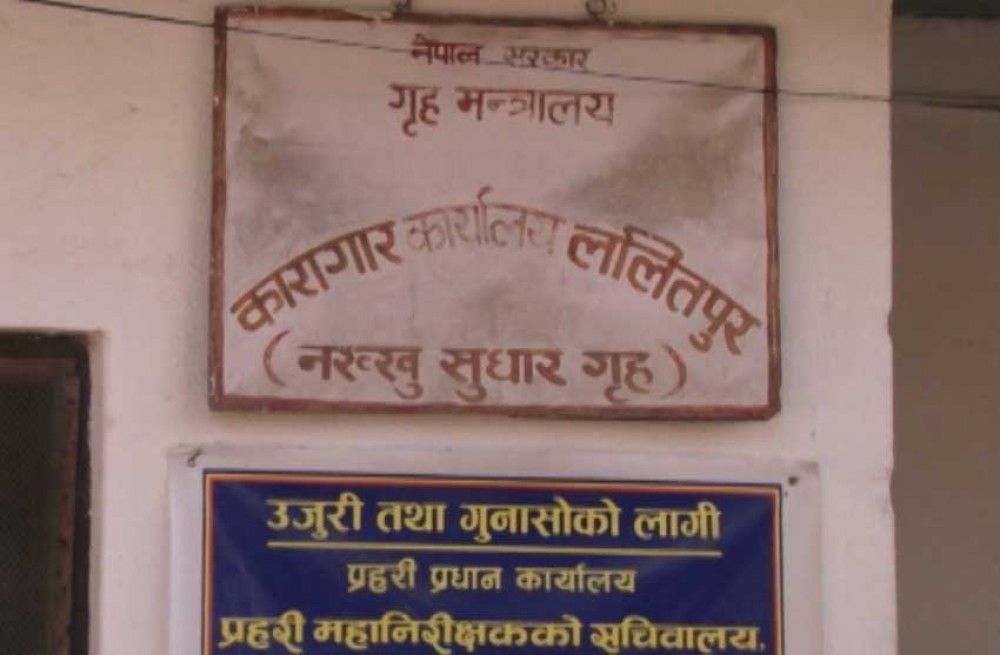 नेपाल सरकार
गृह मन्त्रालय
कारागार कार्यालय ललितपुर
(नख्खु सुधार गृह)
उजुरी तथा गुनासोको लागी
प्रहरी प्रधान कार्यालय
प्रहरी महानिरीक्षकको सचिवालय,